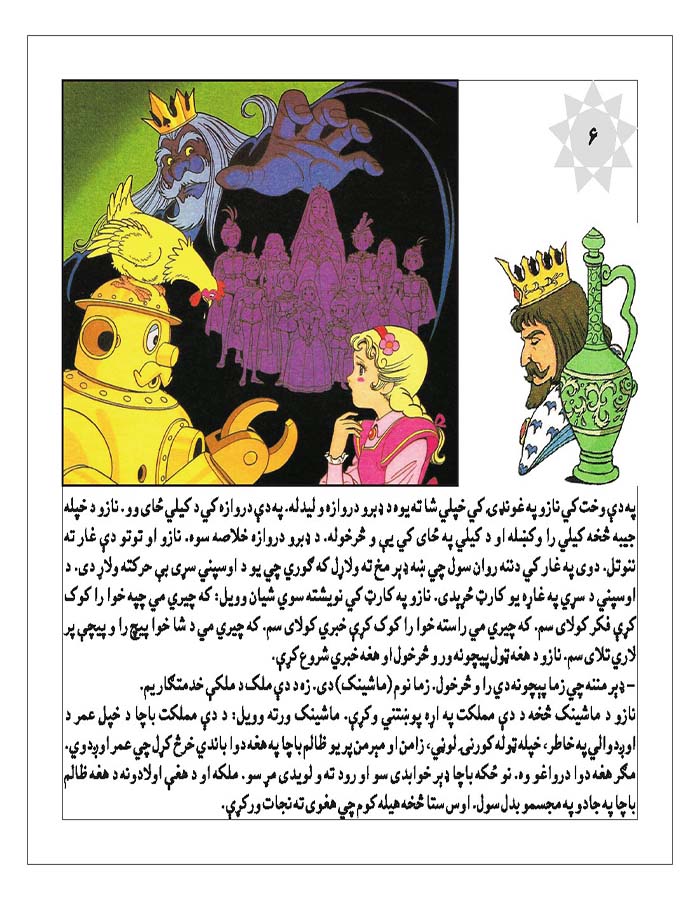 ۶
په دې وخت کې نازو په غونډۍ کې خپلي شا ته يوه د ډبرو دروازه وليدله. په دې دروازه کې د کيلي ځای وو. نازو د خپله
جيبه څخه کيلي را وکښله او د کيلي په ځای کې يې و څرخوله. د ډبرو دروازه خلاصه سوه. نازو او توتو دې غار ته
ننوتل. دوی په غار کې دننه روان سول چې ښه ډېر مخ ته ولاړل که ګوري چې يو د اوسپنې سړی بې حرکته ولاړ دی. د
اوسپنې د سړي په غاړه يو کارټ ځړېدی. نازو په کارټ کې نويشته سوي شيان وويل: که چيري مې چپه خوا را کوک
کړې فکر کولای سم. که چيري مې راسته خوا را کوک کړې خبرې کولای سم. که چيري مې د شا خوا پيچ را و پيچې پر
لارې تلای سم. نازو د هغه ټول پيچونه ور و څرخول او هغه خبري شروع کړې.
- ډېر مننه چې زما پېچونه دې را و څرخول. زما نوم (ماشينک) دی. زه د دې ملک د ملکې خدمتګار يم.
نازو د ماشينک څخه د دې مملکت په اړه پوښتنې وکړې. ماشينک ورته وويل: د دې مملکت باچا د خپل عمر د
اوږدوالي په خاطر، خپله ټوله کورنۍ لوڼې، زامن او مېرمن پر يو ظالم باچا په هغه دوا باندې خرڅ کړل چې عمر اوږدوي.
مګر هغه دوا درواغو وه. نو ځکه باچا ډېر خوابدی سو او رود ته و لويدی مړ سو. ملکه او د هغې اولادونه د هغه ظالم
باچا په جادو په مجسمو بدل سول. اوس ستا څخه هيله کوم چې هغوی ته نجات ورکړې.